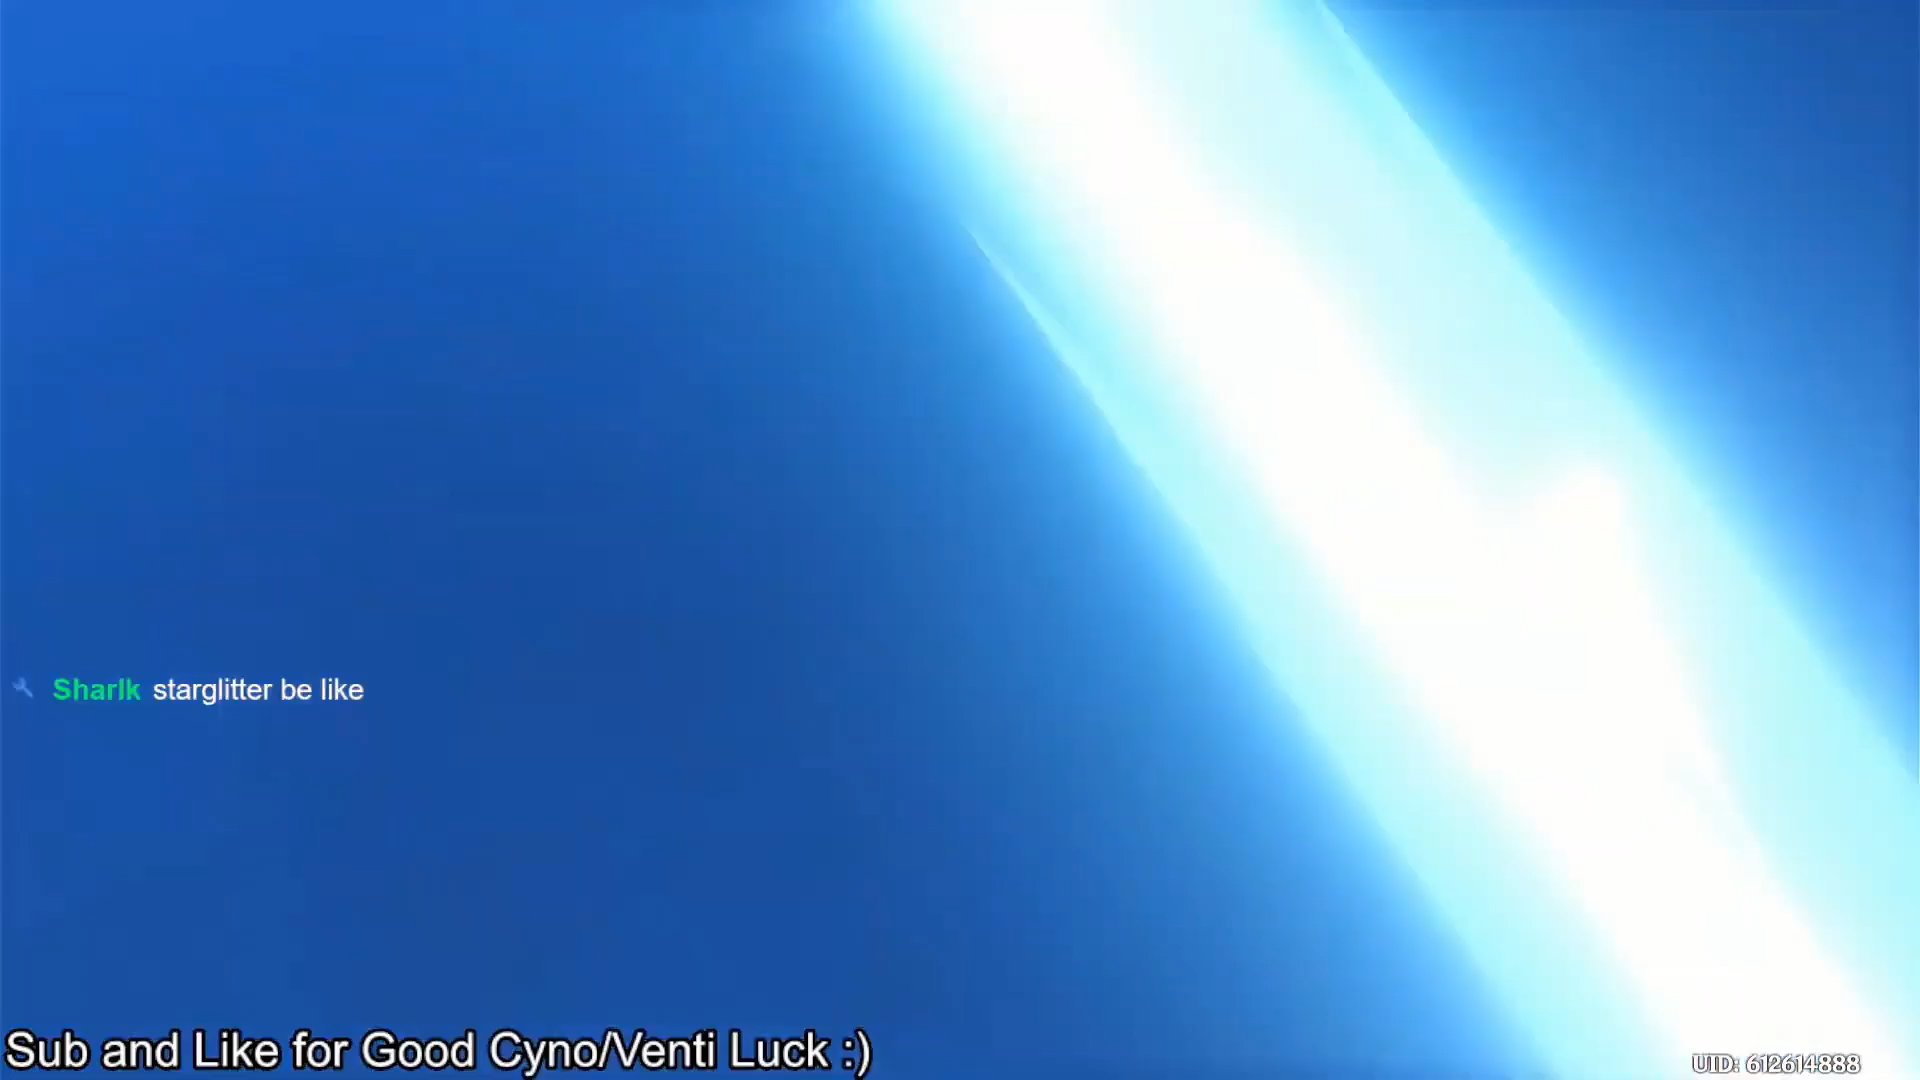 Sharlk starglitter be like
Sub and Like for Good Cyno/Venti Luck :)
UID: 612614888